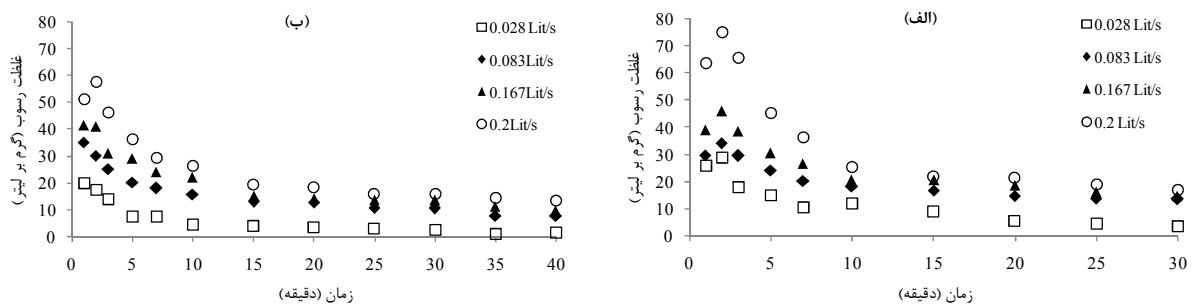 (ب)
80
70
60
50
40
30
20
10
0
0 5 10 15 20 25 30 35 40
غلظت رسوب (گرم بر لیتر)
زمان (دقیقه)
0.028 Lit/s
0.083Lit/s
0.167Lit/s
0.2Lit/s
(الف)
80
70
60
50
40
30
20
10
0
0 5 10 15 20 25 30
غلظت رسوب (گرم بر لیتر)
زمان (دقیقه)
0.028 Lit/s
0.083 Lit/s
0.167 Lit/s
0.2 Lit/s